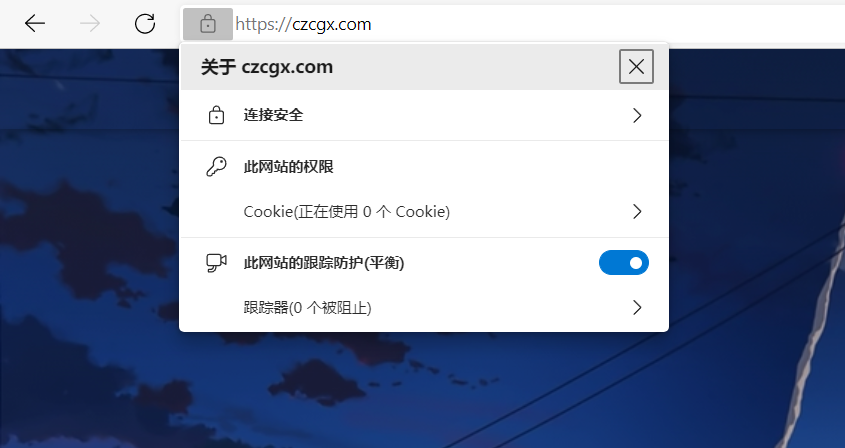 https://czcgx.com
关于 czcgx.com
连接安全
此网站的权限
Cookie(正在使用 0 个 Cookie)
此网站的跟踪防护(平衡)
跟踪器(0 个被阻止)